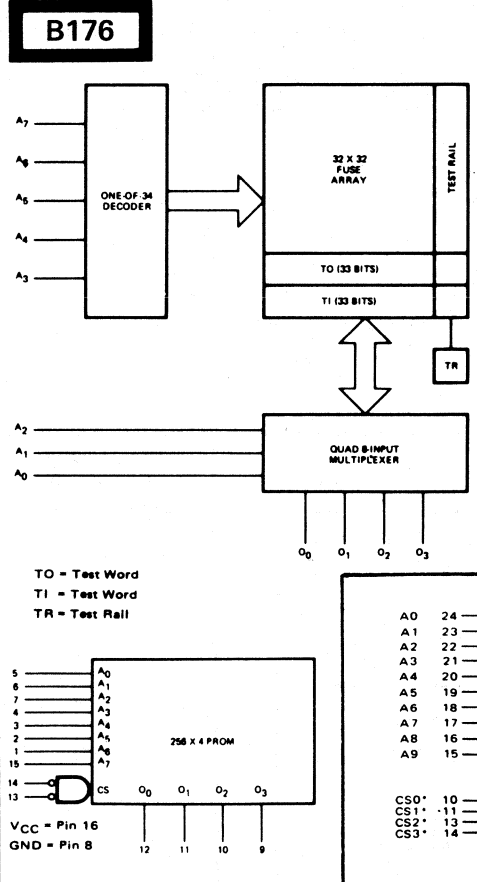 B176
A7
A6
A5
A4
A3
ONE-OF-34
DECODER
32 X 32
FUSE
ARRAY
TEST RAIL
TO (33 BITS)
TI (33 BITS)
TR
A2
A1
A0
QUAD 8-INPUT
MULTIPLEXER
O0 O1 O2 O3
TO = Test Word
TI = Test Word
TR = Test Rail
5 A0
6 A1
7 A2
4 A3
3 A4
2 A5
1 A6
15 A7
256 X 4 PROM
14
13
CS
O0 O1 O2 O3
12 11 10 9
VCC = Pin 16
GND = Pin 8
A0 24
A1 23
A2 22
A3 21
A4 20
A5 19
A6 18
A7 17
A8 16
A9 15
CS0* 10
CS1* 11
CS2* 13
CS3* 14